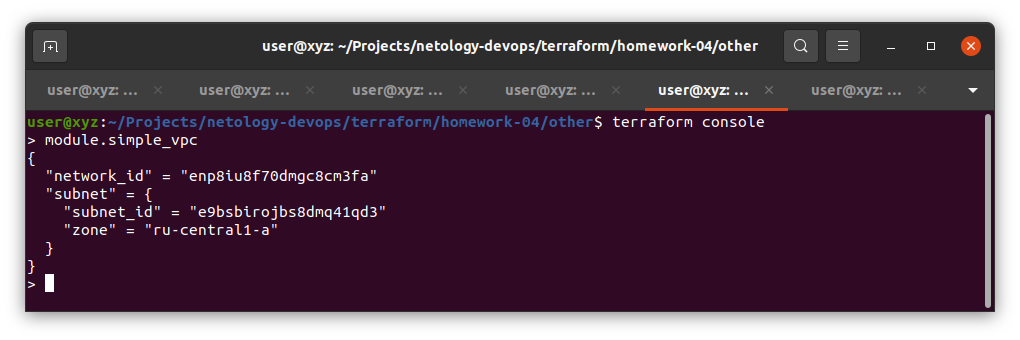 user@xyz: ~/Projects/netology-devops/terraform/homework-04/other
user@xyz: ... × user@xyz: ... × user@xyz: ... × user@xyz: ... × user@xyz: ... × user@xyz: ... ×
user@xyz:~/Projects/netology-devops/terraform/homework-04/other$ terraform console
> module.simple_vpc
{
  "network_id" = "enp8iu8f70dmgc8cm3fa"
  "subnet" = {
    "subnet_id" = "e9bsbirojbs8dmq41qd3"
    "zone" = "ru-central1-a"
  }
}
>